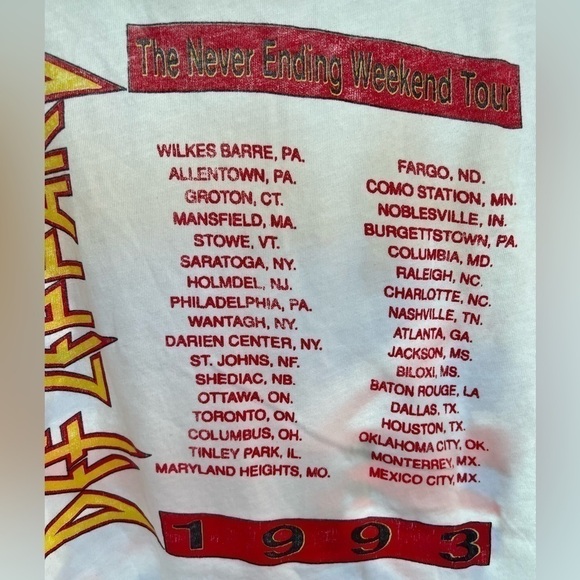 The Never Ending Weekend Tour
DEF LEPPARD
WILKES BARRE, PA.
ALLENTOWN, PA.
GROTON, CT.
MANSFIELD, MA.
STOWE, VT.
SARATOGA, NY.
HOLMDEL, NJ.
PHILADELPHIA, PA.
WANTAGH, NY.
DARIEN CENTER, NY.
ST. JOHNS, NF.
SHEDIAC, NB.
OTTAWA, ON.
TORONTO, ON.
COLUMBUS, OH.
TINLEY PARK, IL.
MARYLAND HEIGHTS, MO.
FARGO, ND.
COMO STATION, MN.
NOBLESVILLE, IN.
BURGETTSTOWN, PA.
COLUMBIA, MD.
RALEIGH, NC.
CHARLOTTE, NC.
NASHVILLE, TN.
ATLANTA, GA.
JACKSON, MS.
BILOXI, MS.
BATON ROUGE, LA
DALLAS, TX.
HOUSTON, TX.
OKLAHOMA CITY, OK.
MONTERREY, MX.
MEXICO CITY, MX.
1993